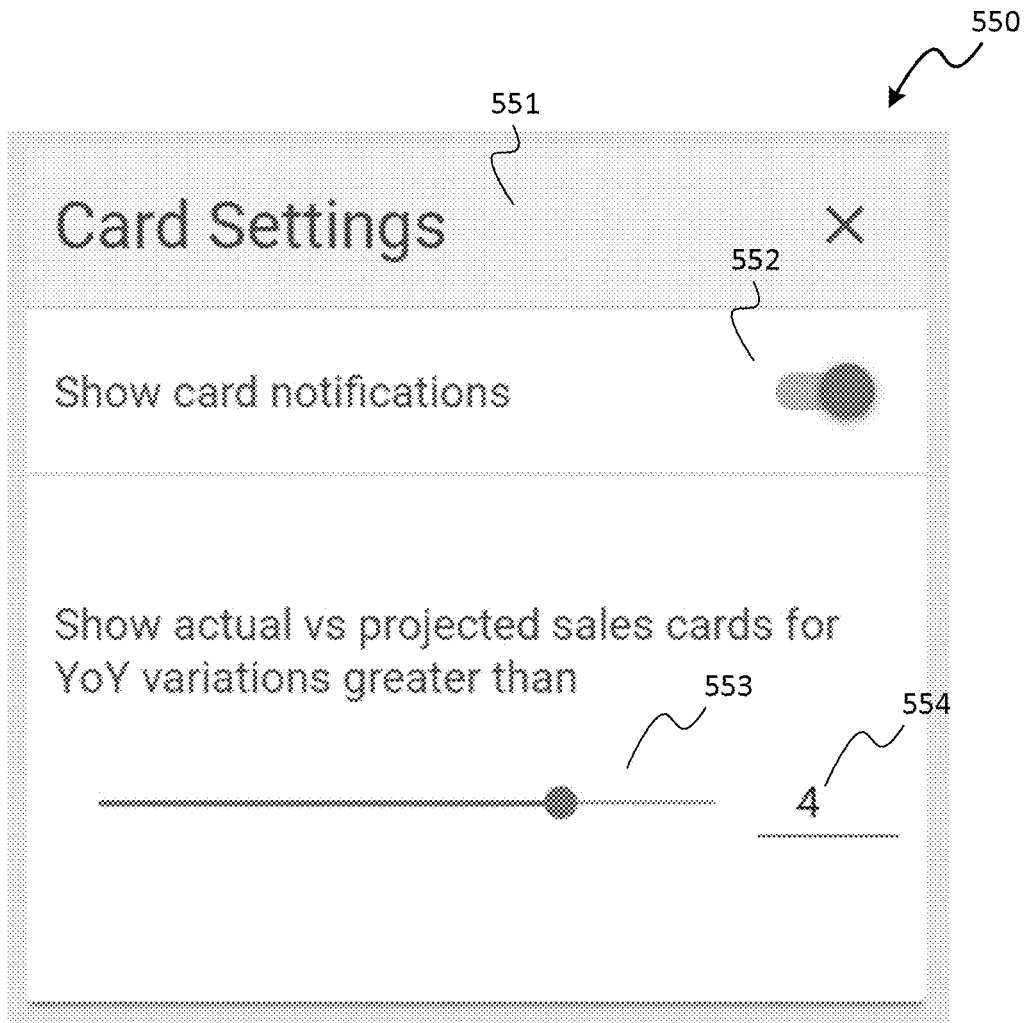 550
551
Card Settings
552
Show card notifications
Show actual vs projected sales cards for
YoY variations greater than
553
554
4